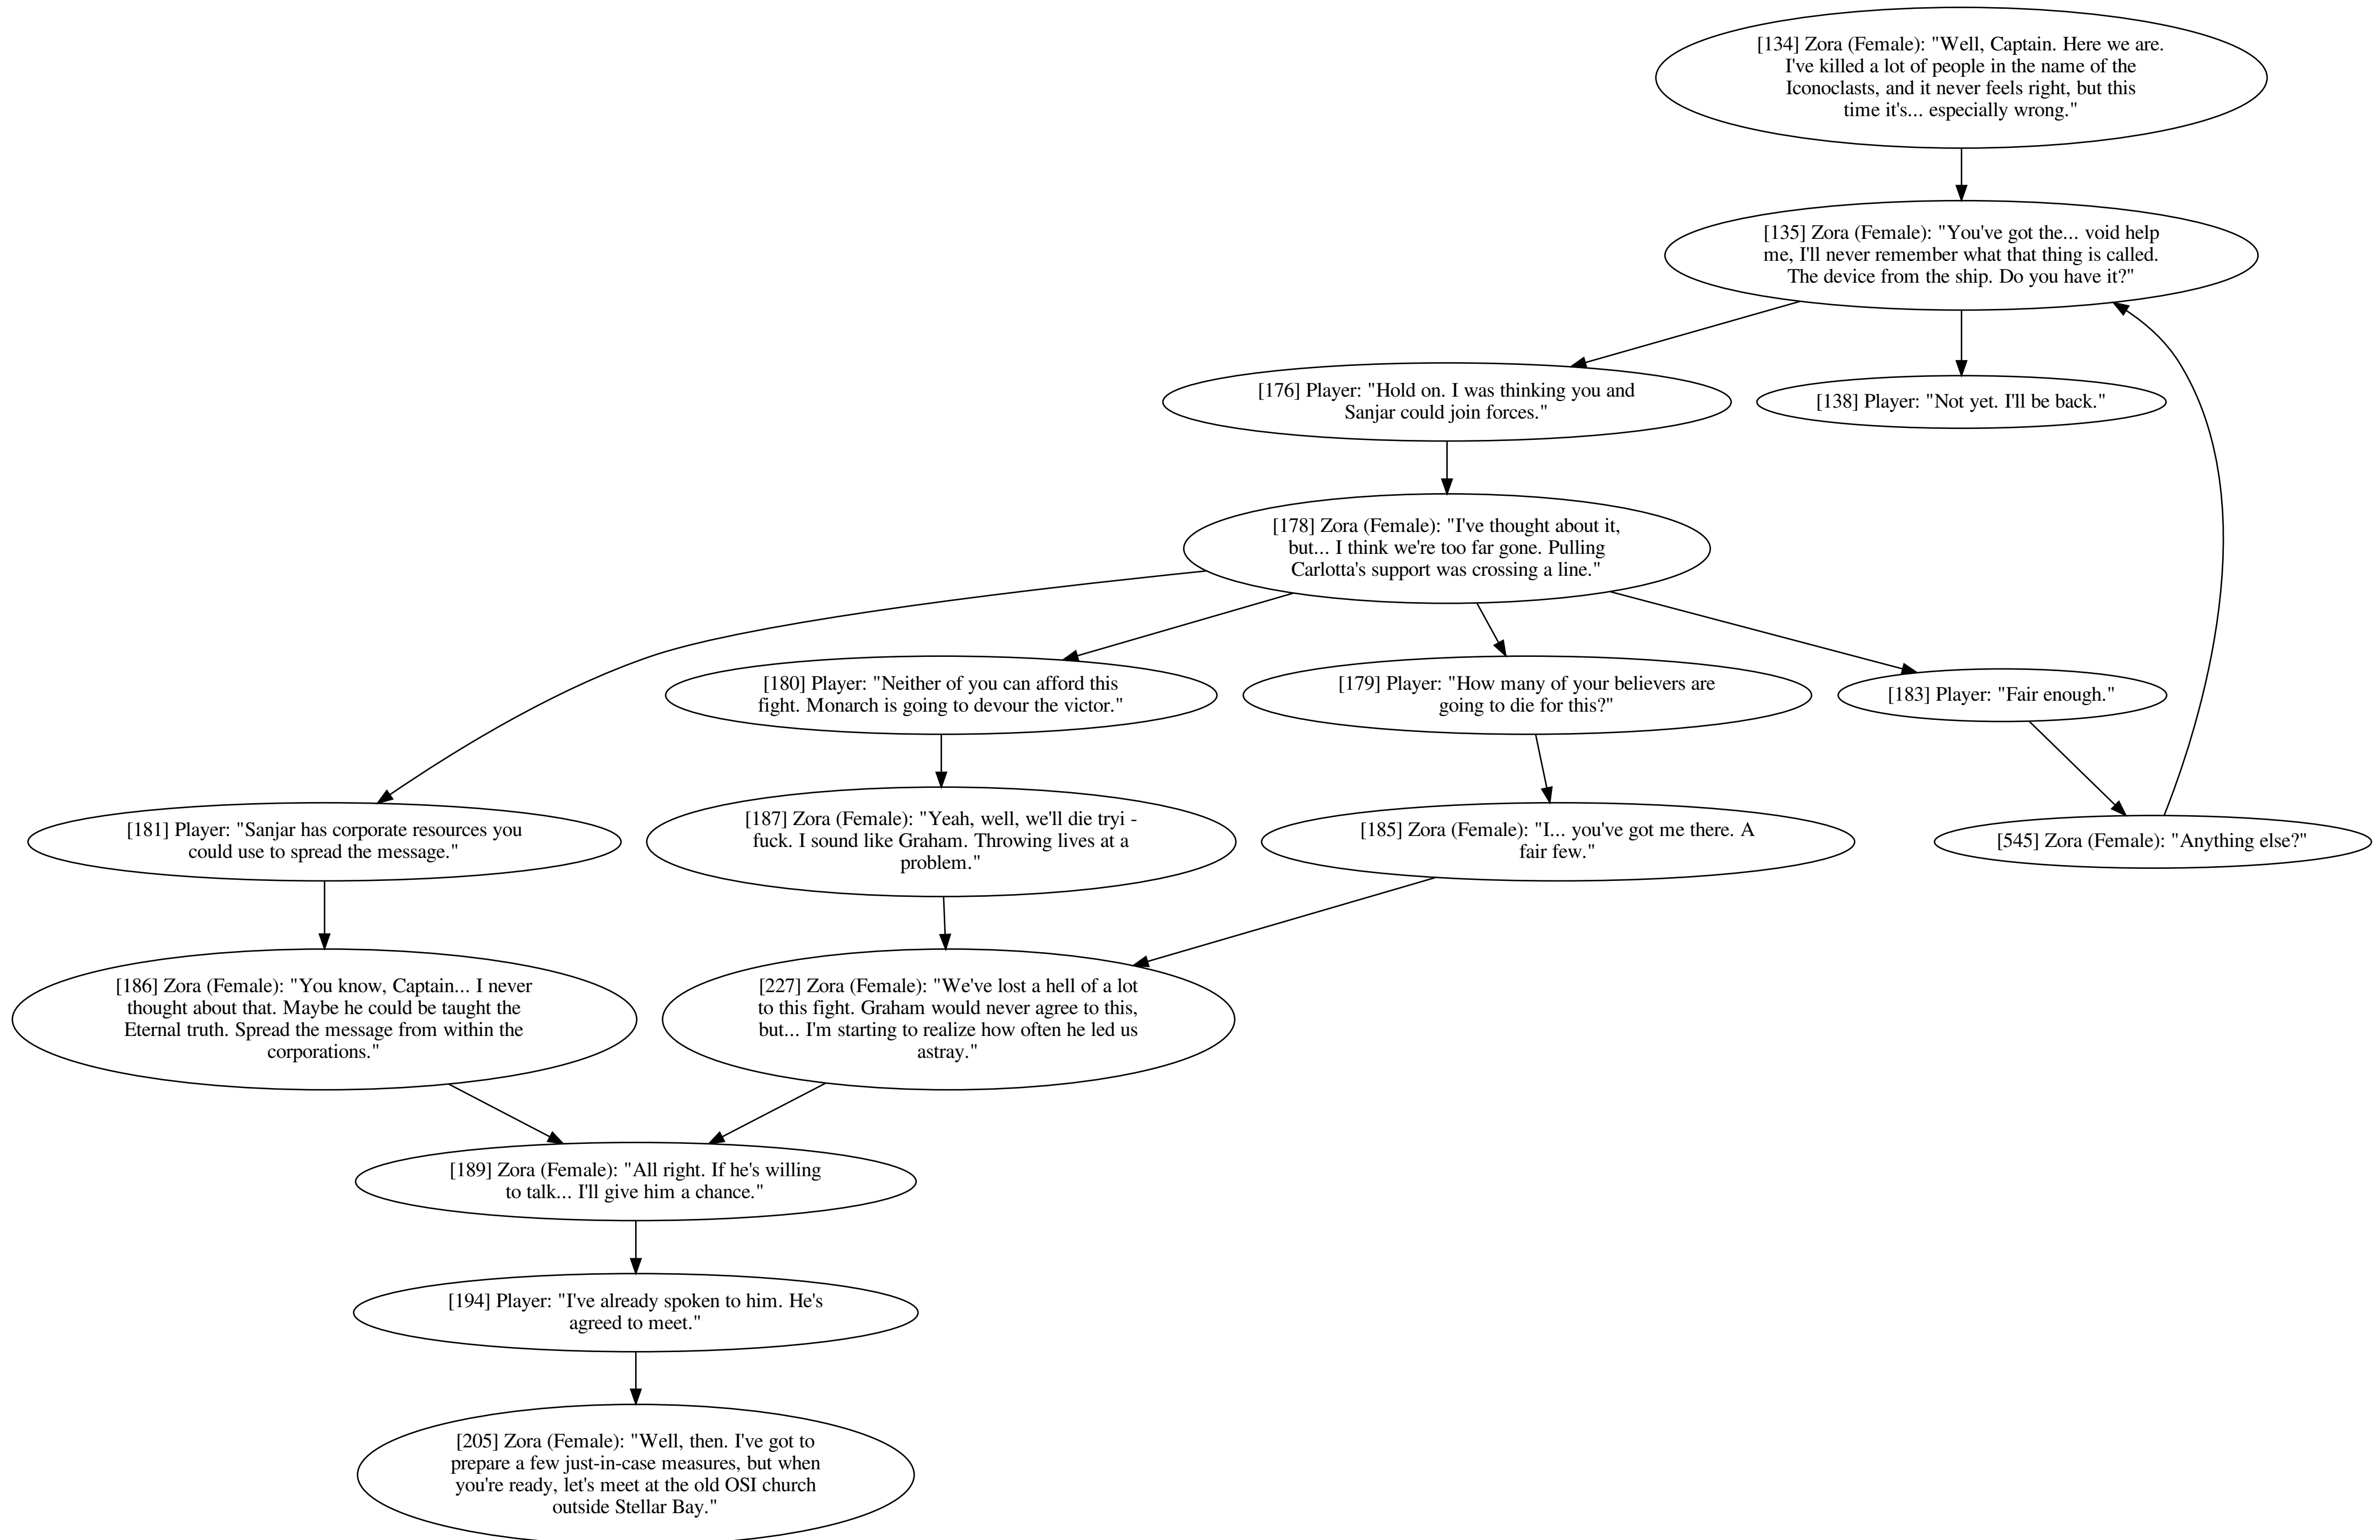 [134] Zora (Female): "Well, Captain. Here we are.
I've killed a lot of people in the name of the
Iconoclasts, and it never feels right, but this
time it's... especially wrong."
[135] Zora (Female): "You've got the... void help
me, I'll never remember what that thing is called.
The device from the ship. Do you have it?"
[176] Player: "Hold on. I was thinking you and
Sanjar could join forces."
[138] Player: "Not yet. I'll be back."
[178] Zora (Female): "I've thought about it,
but... I think we're too far gone. Pulling
Carlotta's support was crossing a line."
[180] Player: "Neither of you can afford this
fight. Monarch is going to devour the victor."
[179] Player: "How many of your believers are
going to die for this?"
[183] Player: "Fair enough."
[181] Player: "Sanjar has corporate resources you
could use to spread the message."
[187] Zora (Female): "Yeah, well, we'll die tryi -
fuck. I sound like Graham. Throwing lives at a
problem."
[185] Zora (Female): "I... you've got me there. A
fair few."
[545] Zora (Female): "Anything else?"
[186] Zora (Female): "You know, Captain... I never
thought about that. Maybe he could be taught the
Eternal truth. Spread the message from within the
corporations."
[227] Zora (Female): "We've lost a hell of a lot
to this fight. Graham would never agree to this,
but... I'm starting to realize how often he led us
astray."
[189] Zora (Female): "All right. If he's willing
to talk... I'll give him a chance."
[194] Player: "I've already spoken to him. He's
agreed to meet."
[205] Zora (Female): "Well, then. I've got to
prepare a few just-in-case measures, but when
you're ready, let's meet at the old OSI church
outside Stellar Bay."